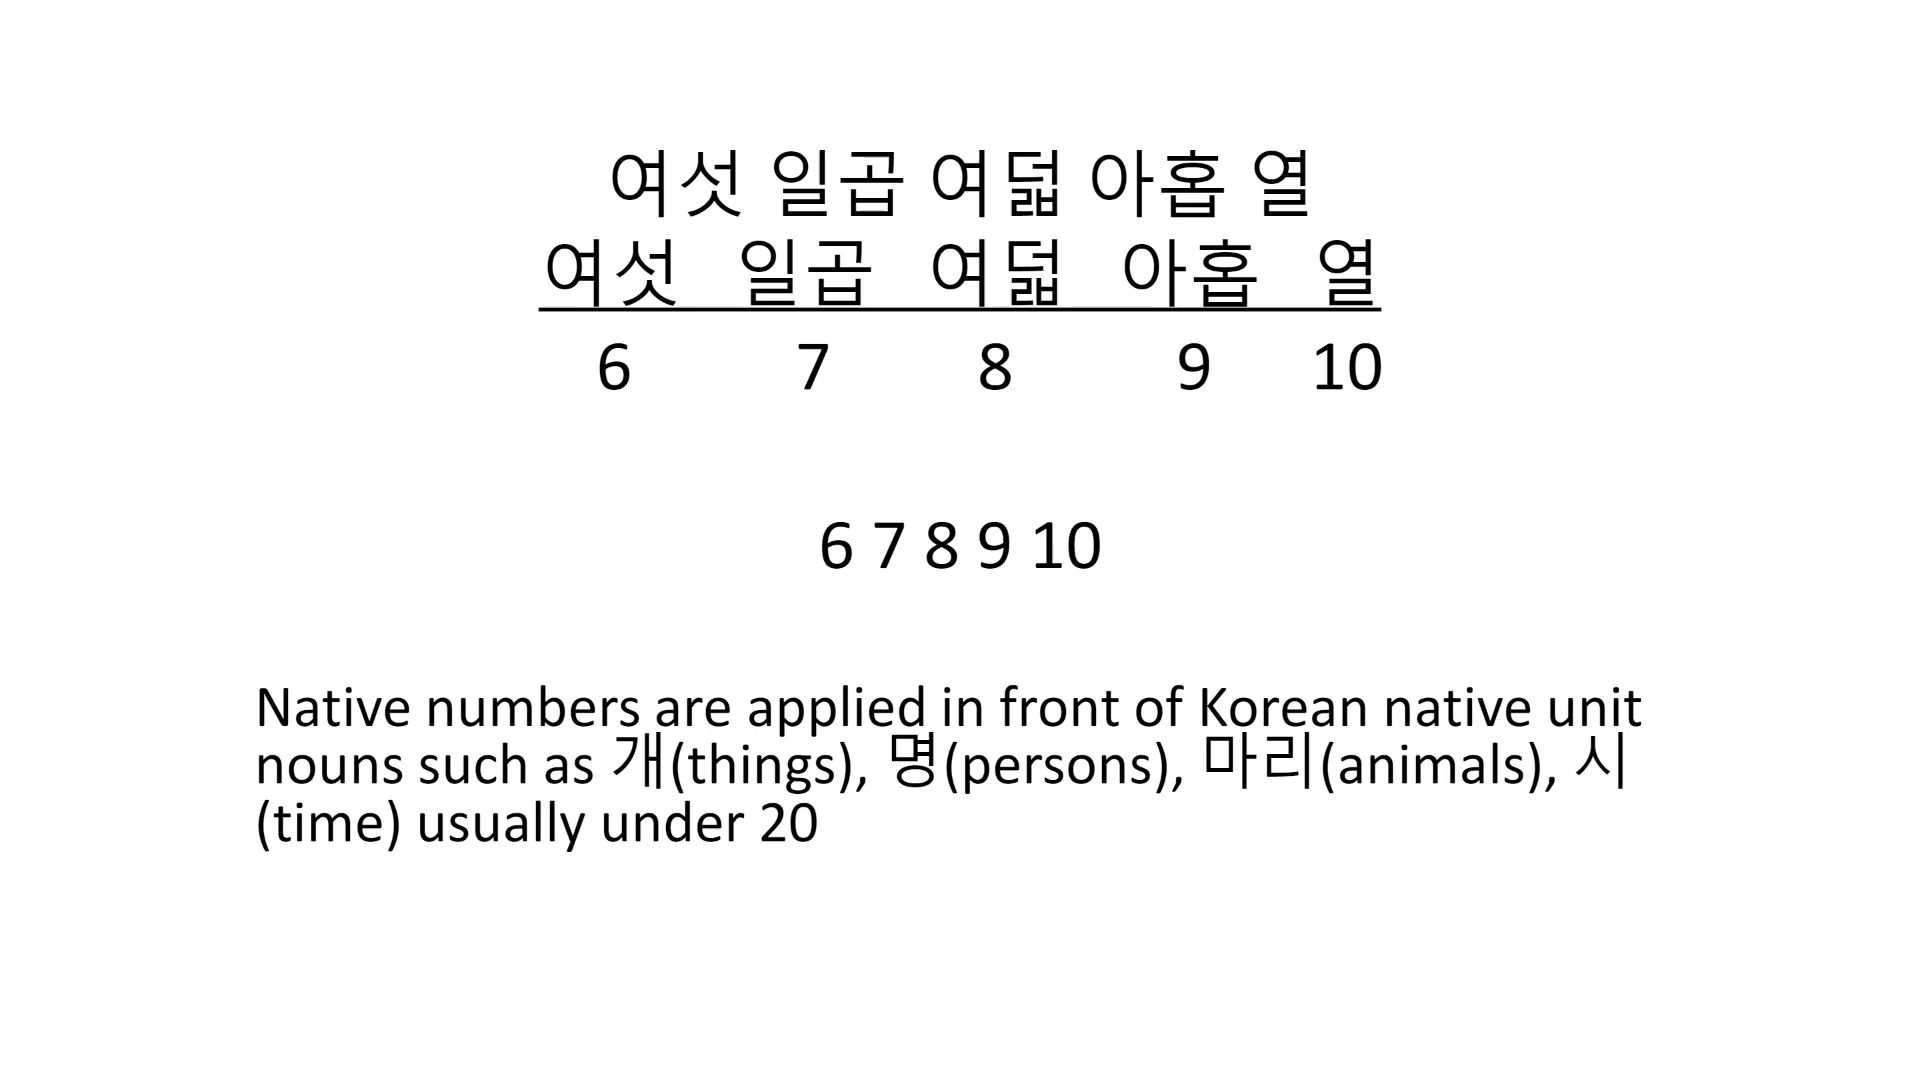 여섯 일곱 여덟 아홉 열
여섯 일곱 여덟 아홉 열
6 7 8 9 10
6 7 8 9 10
Native numbers are applied in front of Korean native unit
nouns such as 개(things), 명(persons), 마리(animals), 시
(time) usually under 20